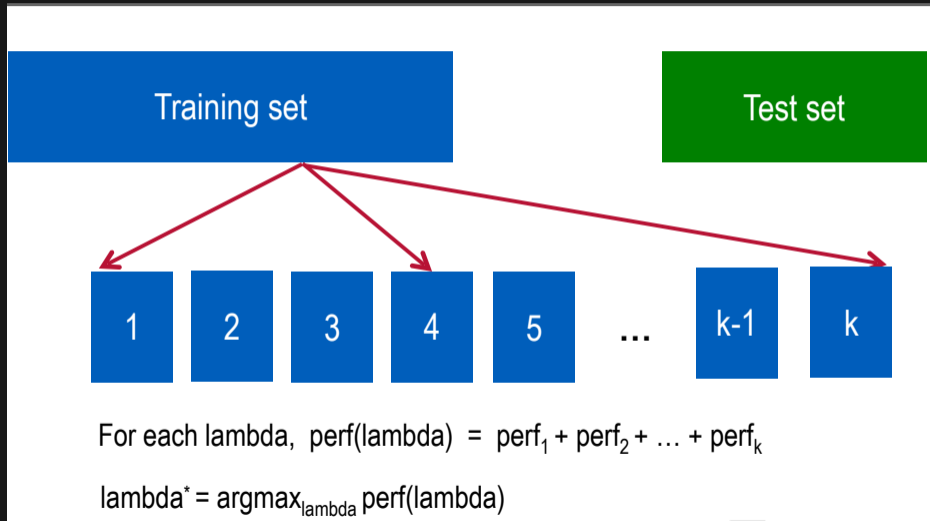 Training set
Test set
1 2 3 4 5 ... k-1 k
For each lambda, perf(lambda) = perf₁ + perf₂ + ... + perfₖ
lambda* = argmax_lambda perf(lambda)